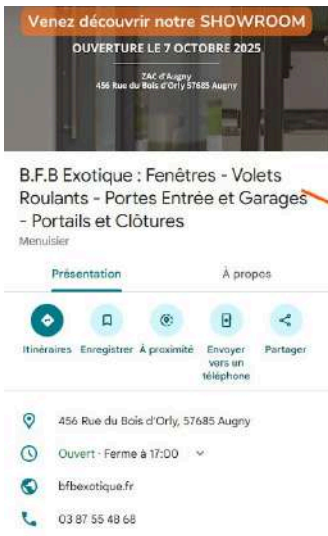 Venez découvrir notre SHOWROOM
OUVERTURE LE 7 OCTOBRE 2025
ZAC d'Augny
456 Rue du Bois d'Orly 57685 Augny
B.F.B Exotique : Fenêtres - Volets
Roulants - Portes Entrée et Garages
- Portails et Clôtures
Menuisier
Présentation
À propos
Itinéraires
Enregistrer
À proximité
Envoyer
vers un
téléphone
Partager
456 Rue du Bois d'Orly, 57685 Augny
Ouvert · Ferme à 17:00
bfbexotique.fr
03 87 55 48 68